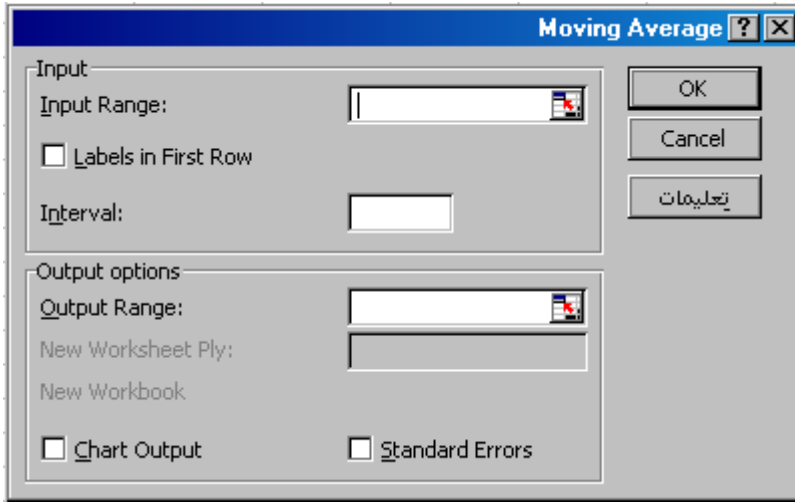 Moving Average
Input
Input Range:
Labels in First Row
Interval:
OK
Cancel
تعليمات
Output options
Output Range:
New Worksheet Ply:
New Workbook
Chart Output
Standard Errors